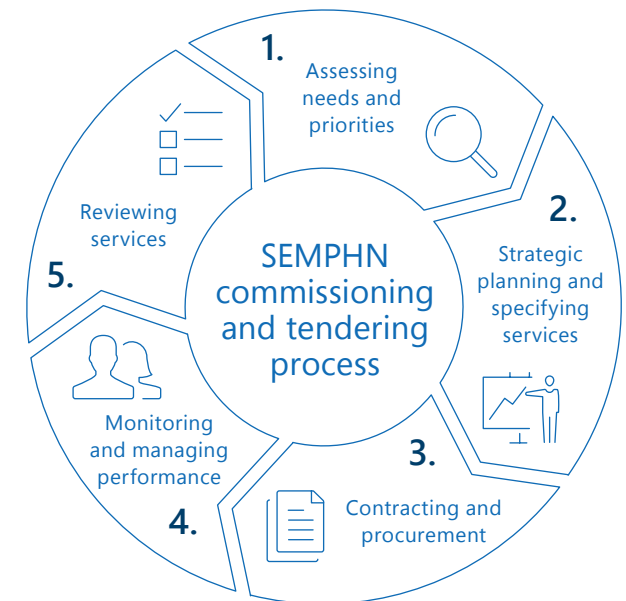 1.
Assessing
needs and
priorities
2.
Strategic
planning and
specifying
services
3.
Contracting and
procurement
4.
Monitoring
and managing
performance
5.
Reviewing
services
SEMPHN
commissioning
and tendering
process